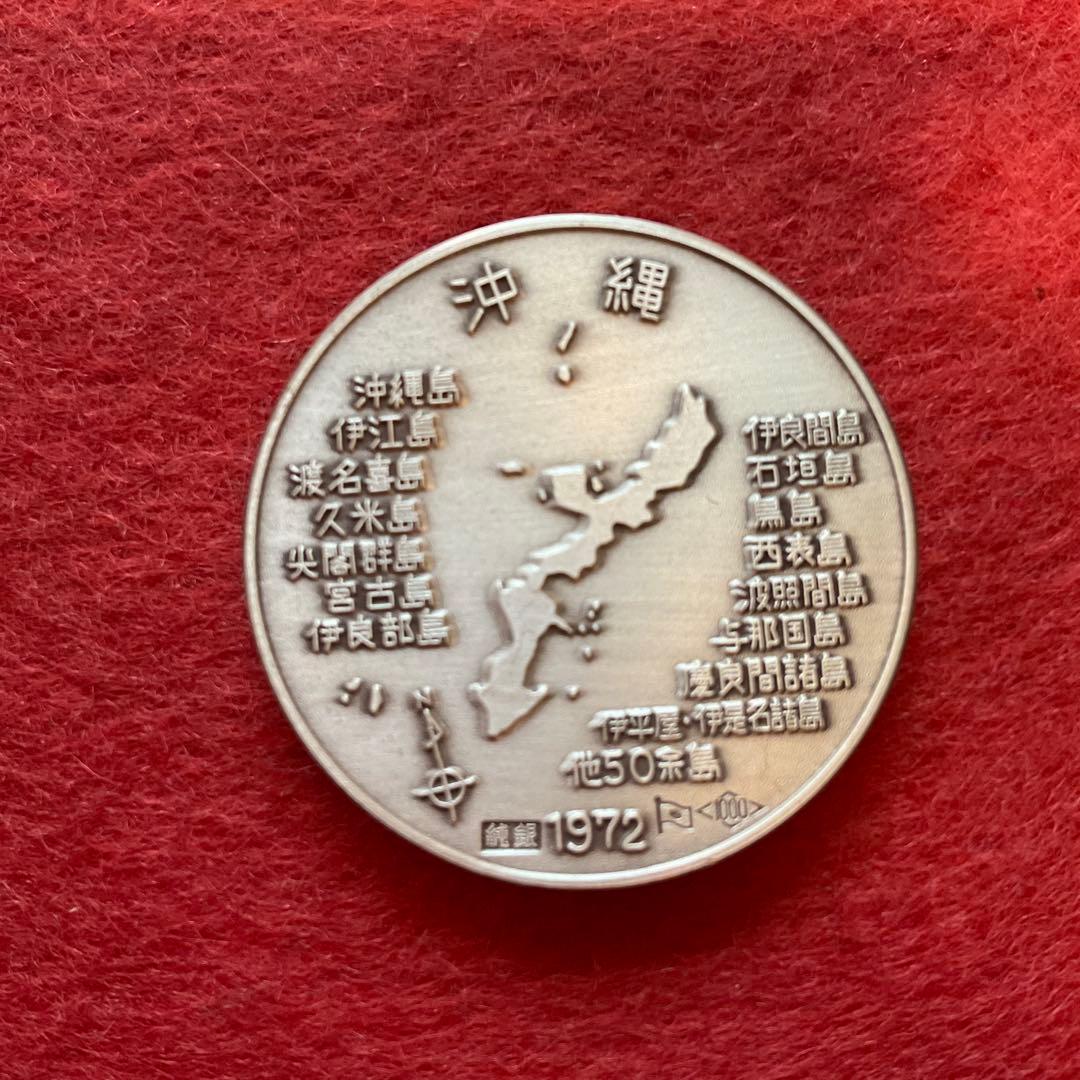 沖縄
沖縄島
伊江島
渡名喜島
久米島
尖閣群島
宮古島
伊良部島
伊良間島
石垣島
鳥島
西表島
波照間島
与那国島
慶良間諸島
伊平屋・伊是名諸島
他50余島
N
純銀 1972